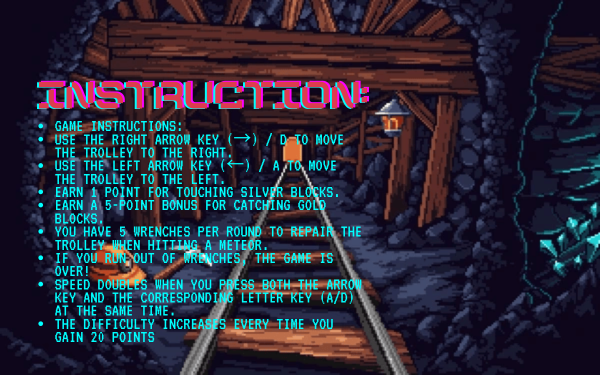 INSTRUCTION:
• GAME INSTRUCTIONS:
• USE THE RIGHT ARROW KEY (→) / D TO MOVE
THE TROLLEY TO THE RIGHT.
• USE THE LEFT ARROW KEY (←) / A TO MOVE
THE TROLLEY TO THE LEFT.
• EARN 1 POINT FOR TOUCHING SILVER BLOCKS.
• EARN A 5-POINT BONUS FOR CATCHING GOLD
BLOCKS.
• YOU HAVE 5 WRENCHES PER ROUND TO REPAIR THE
TROLLEY WHEN HITTING A METEOR.
• IF YOU RUN OUT OF WRENCHES, THE GAME IS
OVER!
• SPEED DOUBLES WHEN YOU PRESS BOTH THE ARROW
KEY AND THE CORRESPONDING LETTER KEY (A/D)
AT THE SAME TIME.
• THE DIFFICULTY INCREASES EVERY TIME YOU
GAIN 20 POINTS